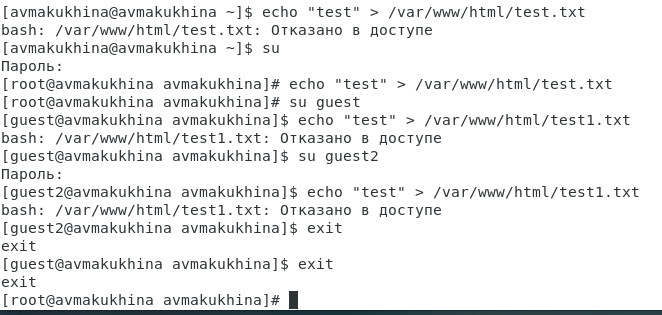 [avmakukhina@avmakukhina ~]$ echo "test" > /var/www/html/test.txt
bash: /var/www/html/test.txt: Отказано в доступе
[avmakukhina@avmakukhina ~]$ su
Пароль:
[root@avmakukhina avmakukhina]# echo "test" > /var/www/html/test.txt
[root@avmakukhina avmakukhina]# su guest
[guest@avmakukhina avmakukhina]$ echo "test" > /var/www/html/test1.txt
bash: /var/www/html/test1.txt: Отказано в доступе
[guest@avmakukhina avmakukhina]$ su guest2
Пароль:
[guest2@avmakukhina avmakukhina]$ echo "test" > /var/www/html/test1.txt
bash: /var/www/html/test1.txt: Отказано в доступе
[guest2@avmakukhina avmakukhina]$ exit
exit
[guest@avmakukhina avmakukhina]$ exit
exit
[root@avmakukhina avmakukhina]#